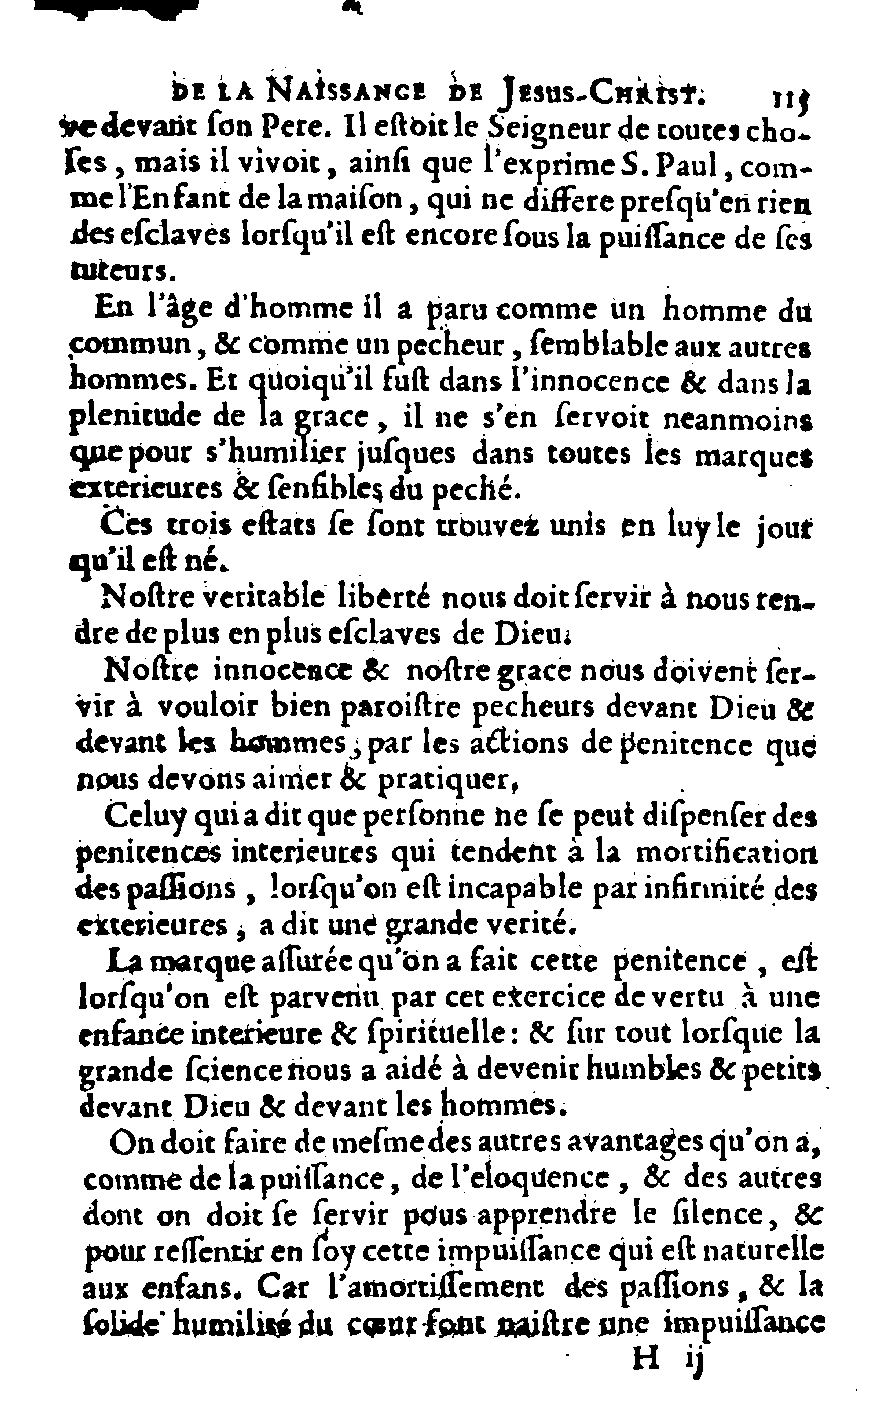 DE LA NAISSANCE DE JESUS-CHRIST. 115
ve devant ſon Pere. Il eſtoit le Seigneur de toutes cho-
ſes, mais il vivoit, ainſi que l'exprime S. Paul, com-
me l'Enfant de la maiſon, qui ne differe preſqu'en rien
des eſclaves lorſqu'il eſt encore ſous la puiſſance de ſes
tuteurs.
En l'âge d'homme il a paru comme un homme du
commun, & comme un pecheur, ſemblable aux autres
hommes. Et quoiqu'il fuſt dans l'innocence & dans la
plenitude de la grace, il ne s'en ſervoit neanmoins
que pour s'humilier juſques dans toutes les marques
exterieures & ſenſibles du peché.
Ces trois eſtats ſe ſont trouvez unis en luy le jour
qu'il eſt né.
Noſtre veritable liberté nous doit ſervir à nous ren-
dre de plus en plus eſclaves de Dieu.
Noſtre innocence & noſtre grace nous doivent ſer-
vir à vouloir bien paroiſtre pecheurs devant Dieu &
devant les hommes, par les actions de penitence que
nous devons aimer & pratiquer,
Celuy qui a dit que perſonne ne ſe peut diſpenſer des
penitences interieures qui tendent à la mortification
des paſſions, lorſqu'on eſt incapable par infirmité des
exterieures, a dit une grande verité.
La marque aſſurée qu'on a fait cette penitence, eſt
lorſqu'on eſt parvenu par cet exercice de vertu à une
enfance interieure & ſpirituelle: & ſur tout lorſque la
grande ſcience nous a aidé à devenir humbles & petits
devant Dieu & devant les hommes.
On doit faire de meſme des autres avantages qu'on a,
comme de la puiſſance, de l'eloquence, & des autres
dont on doit ſe ſervir pous apprendre le ſilence, &
pour reſſentir en ſoy cette impuiſſance qui eſt naturelle
aux enfans. Car l'amortiſſement des paſſions, & la
ſolide humilité du cœur font naiſtre une impuiſſance
H ij